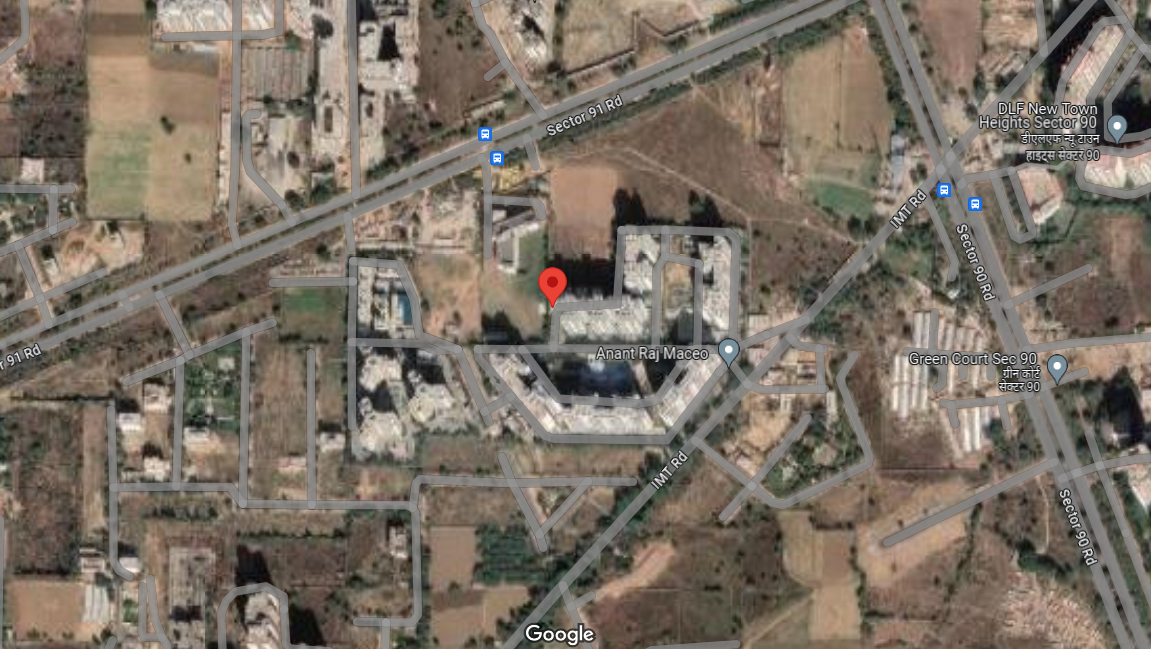 DLF New Town
Heights Sector 90
डीएलएफ न्यू टाउन
हाइट्स सेक्टर 90
Sector 91 Rd
IMT Rd
Sector 90 Rd
r 91 Rd
Anant Raj Maceo
Green Court Sec 90
ग्रीन कोर्ट
सेक्टर 90
IMT Rd
Sector 90 Rd
Google